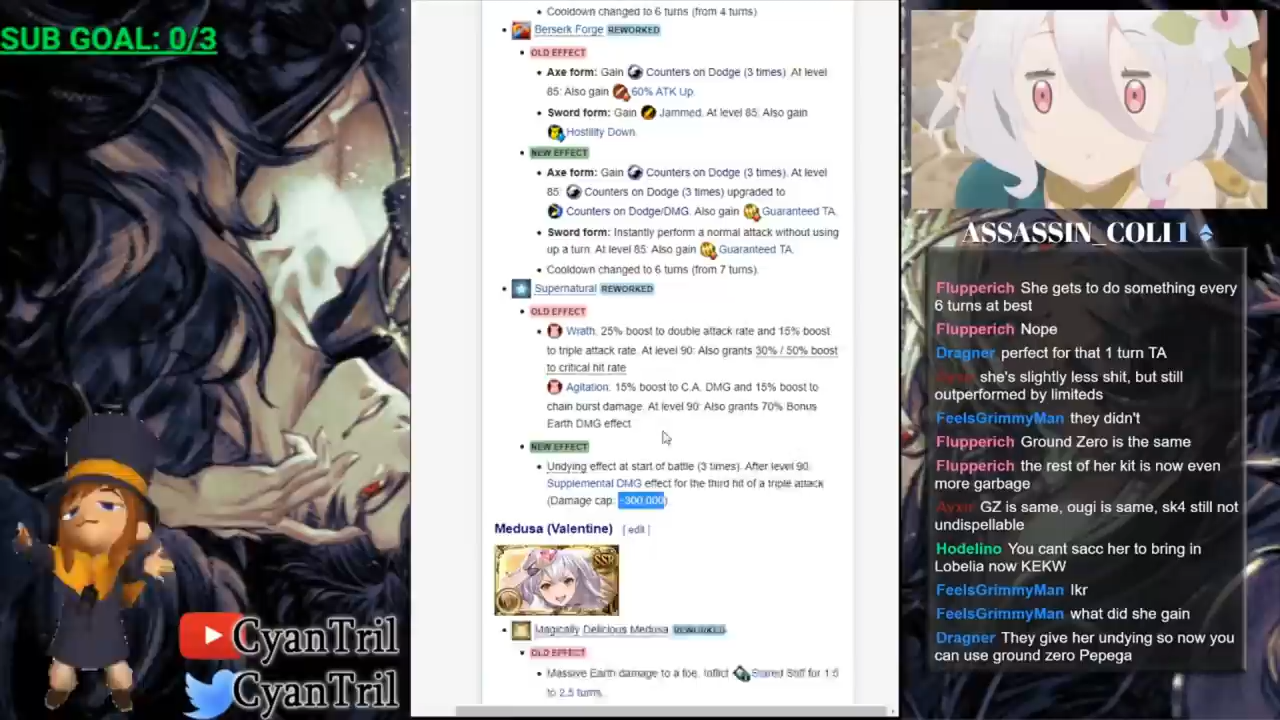 SUB GOAL: 0/3
Cooldown changed to 6 turns (from 4 turns)
Berserk Forge REWORKED
OLD EFFECT
Axe form: Gain Counters on Dodge (3 times). At level
85: Also gain 60% ATK Up.
Sword form: Gain Jammed. At level 85: Also gain
Hostility Down.
NEW EFFECT
Axe form: Gain Counters on Dodge (3 times). At level
85: Counters on Dodge (3 times) upgraded to
Counters on Dodge/DMG. Also gain Guaranteed TA.
Sword form: Instantly perform a normal attack without using
up a turn. At level 85: Also gain Guaranteed TA.
Cooldown changed to 6 turns (from 7 turns).
Supernatural REWORKED
OLD EFFECT
Wrath: 25% boost to double attack rate and 15% boost
to triple attack rate. At level 90: Also grants 30% / 50% boost
to critical hit rate
Agitation: 15% boost to C.A. DMG and 15% boost to
chain burst damage. At level 90: Also grants 70% Bonus
Earth DMG effect
NEW EFFECT
Undying effect at start of battle (3 times). After level 90:
Supplemental DMG effect for the third hit of a triple attack
(Damage cap: ~300,000)
Medusa (Valentine) [ edit ]
SSR
Magically Delicious Medusa REWORKED
OLD EFFECT
Massive Earth damage to a foe. Inflict Stared Stiff for 1.5
to 2.5 turns.
CyanTril
CyanTril
ASSASSIN_COLI 1
Flupperich She gets to do something every
6 turns at best
Flupperich Nope
Dragner perfect for that 1 turn TA
she's slightly less shit, but still
outperformed by limiteds
FeelsGrimmyMan they didn't
Flupperich Ground Zero is the same
Flupperich the rest of her kit is now even
more garbage
GZ is same, ougi is same, sk4 still not
undispellable
Hodelino You cant sacc her to bring in
Lobelia now KEKW
FeelsGrimmyMan Ikr
FeelsGrimmyMan what did she gain
Dragner They give her undying so now you
can use ground zero Pepega